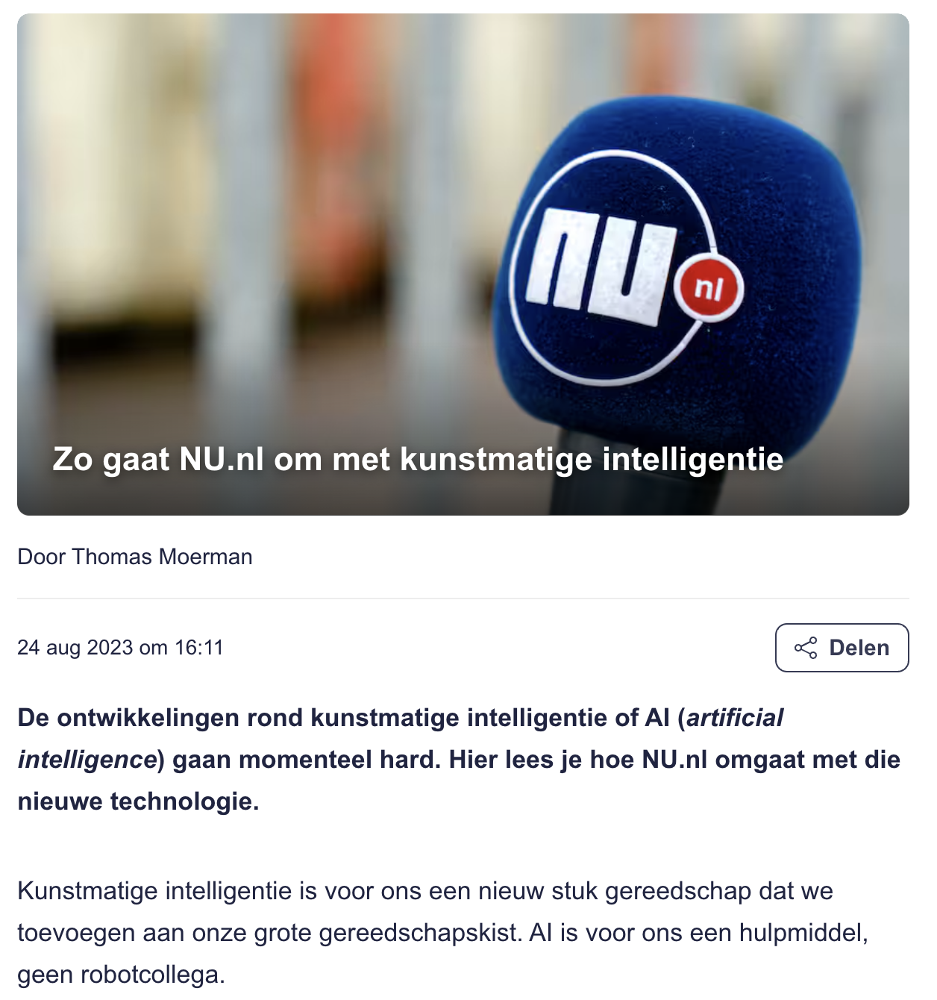 NU
nl
Zo gaat NU.nl om met kunstmatige intelligentie
Door Thomas Moerman
24 aug 2023 om 16:11
Delen
De ontwikkelingen rond kunstmatige intelligentie of AI (artificial
intelligence) gaan momenteel hard. Hier lees je hoe NU.nl omgaat met die
nieuwe technologie.
Kunstmatige intelligentie is voor ons een nieuw stuk gereedschap dat we
toevoegen aan onze grote gereedschapskist. AI is voor ons een hulpmiddel,
geen robotcollega.